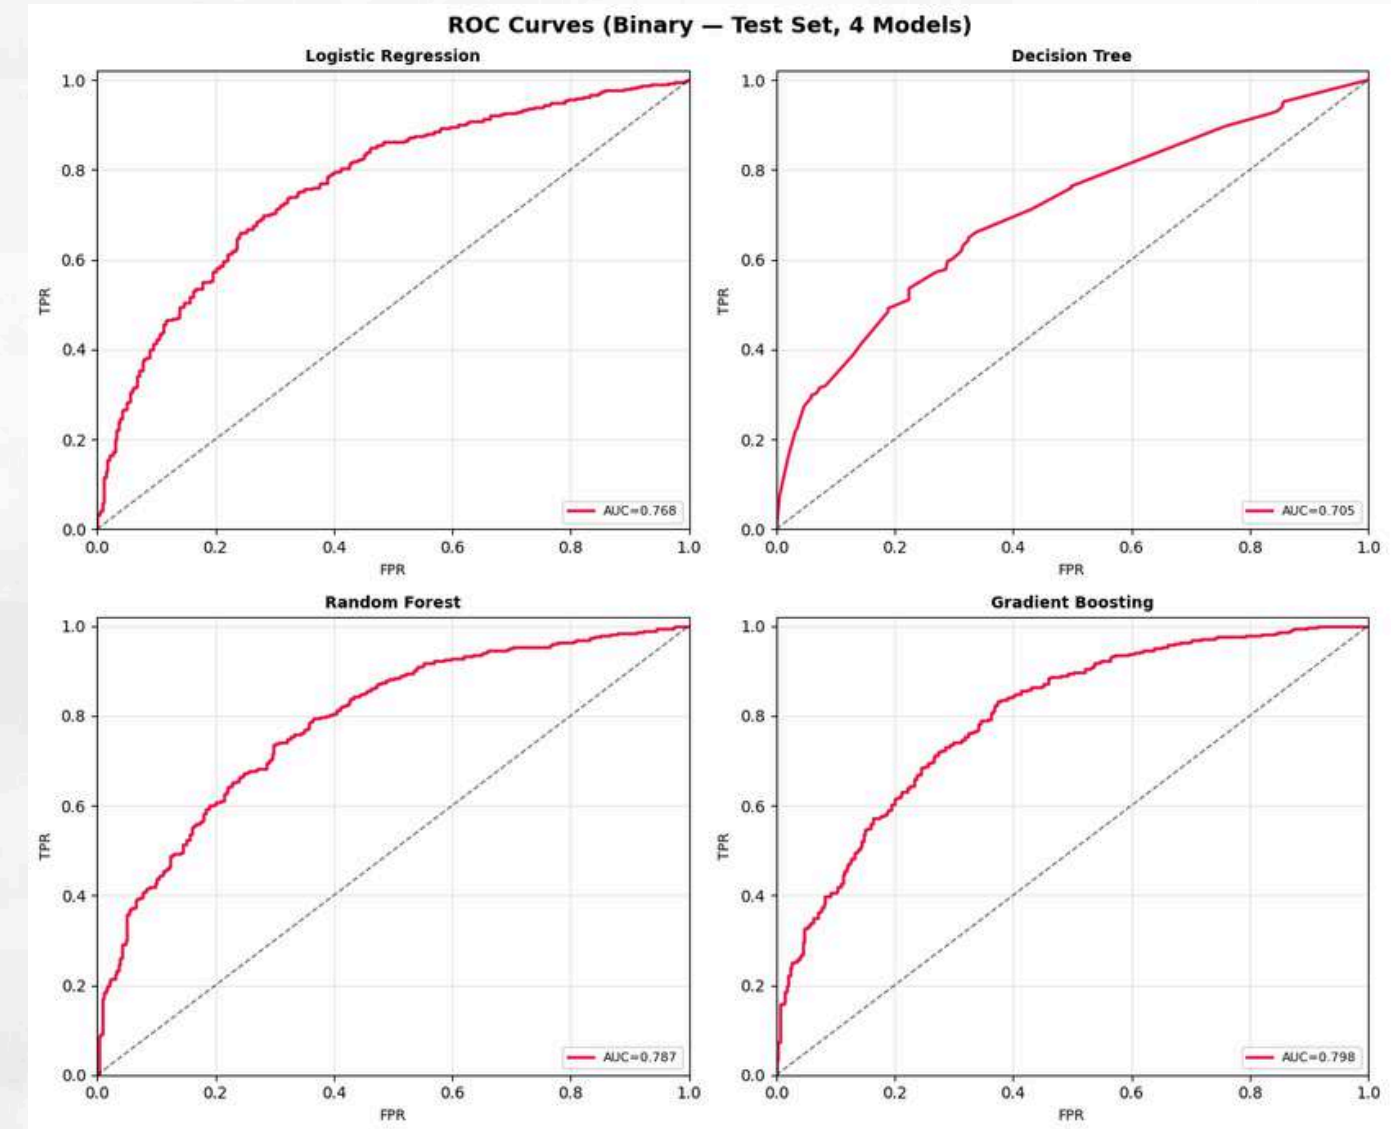 ROC Curves (Binary — Test Set, 4 Models)
Logistic Regression
1.0
0.8
0.6
0.4
0.2
0.0
TPR
0.0 0.2 0.4 0.6 0.8 1.0
FPR
AUC=0.768
Decision Tree
1.0
0.8
0.6
0.4
0.2
0.0
TPR
0.0 0.2 0.4 0.6 0.8 1.0
FPR
AUC=0.705
Random Forest
1.0
0.8
0.6
0.4
0.2
0.0
TPR
0.0 0.2 0.4 0.6 0.8 1.0
FPR
AUC=0.787
Gradient Boosting
1.0
0.8
0.6
0.4
0.2
0.0
TPR
0.0 0.2 0.4 0.6 0.8 1.0
FPR
AUC=0.798